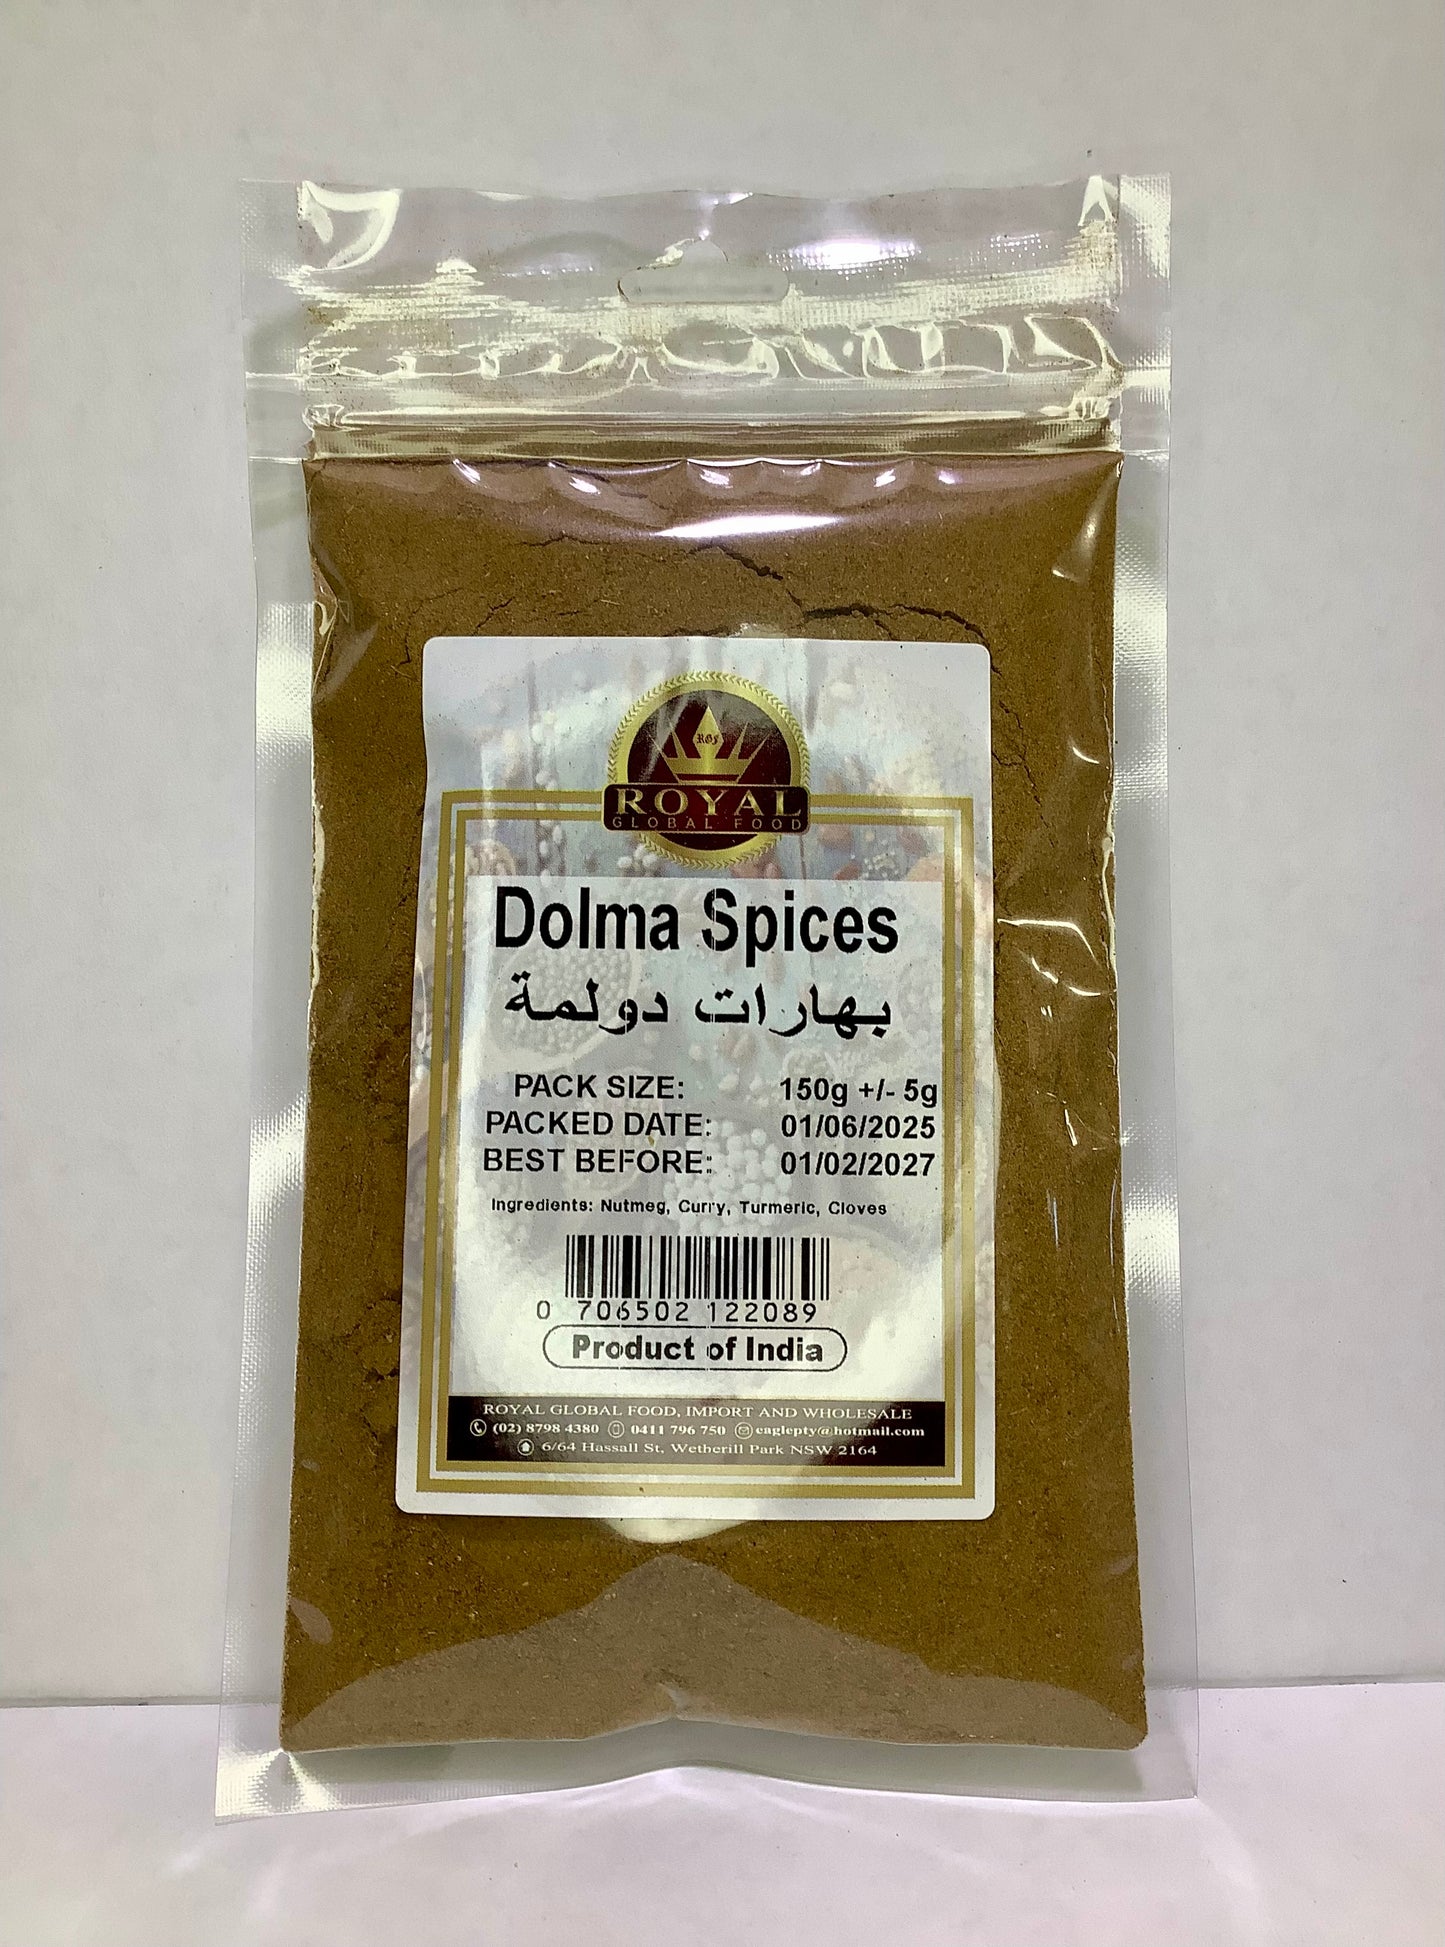 RGF
ROYAL
GLOBAL FOOD
Dolma Spices
بهارات دولمة
PACK SIZE: 150g +/- 5g
PACKED DATE: 01/06/2025
BEST BEFORE: 01/02/2027
Ingredients: Nutmeg, Curry, Turmeric, Cloves
0 706502 122089
Product of India
ROYAL GLOBAL FOOD, IMPORT AND WHOLESALE
(02) 8798 4380 0411 796 750 eaglepty@hotmail.com
6/64 Hassall St, Wetherill Park NSW 2164